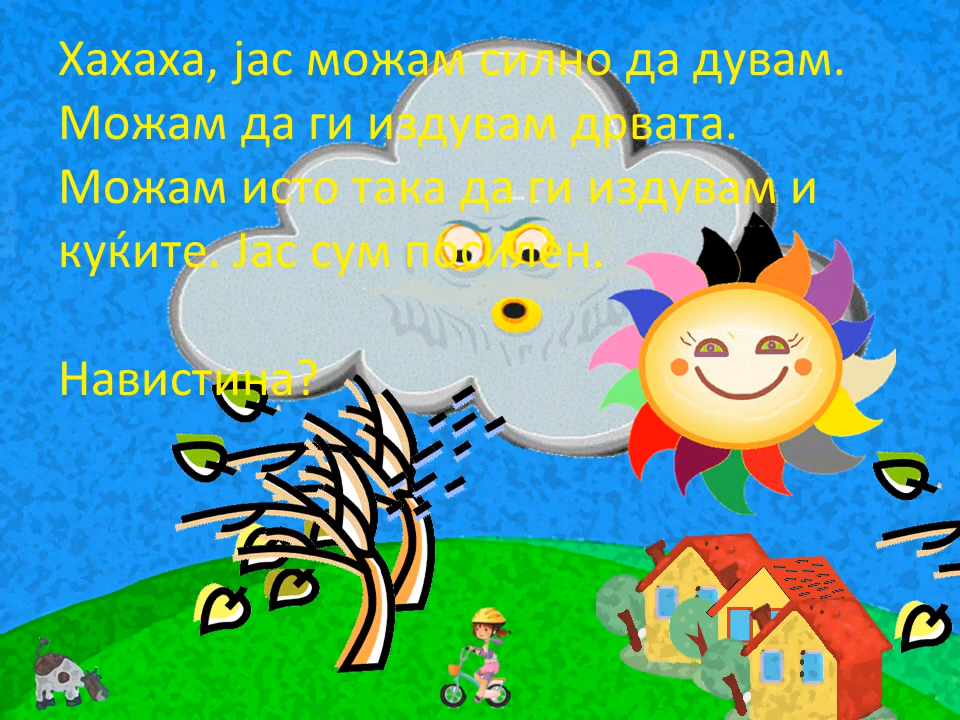 Хахаха, јас можам силно да дувам.
Можам да ги издувам дрвата.
Можам исто така да ги издувам и
куќите. Јас сум посилен.
Навистина?